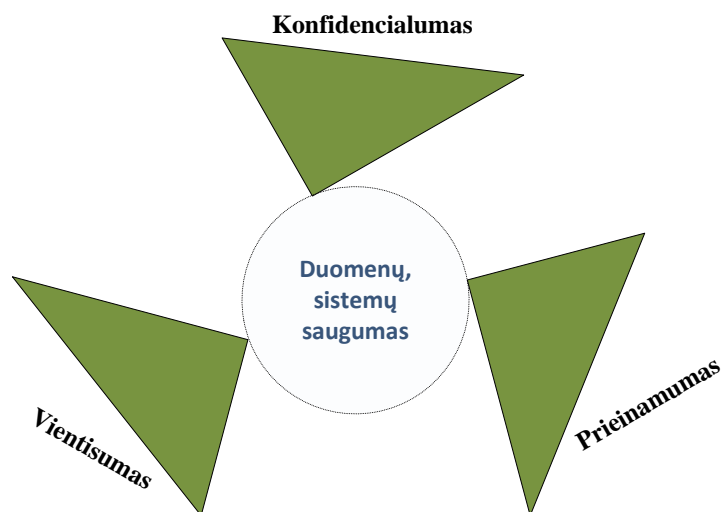 Konfidencialumas
Duomenų,
sistemų
saugumas
Vientisumas
Prieinamumas